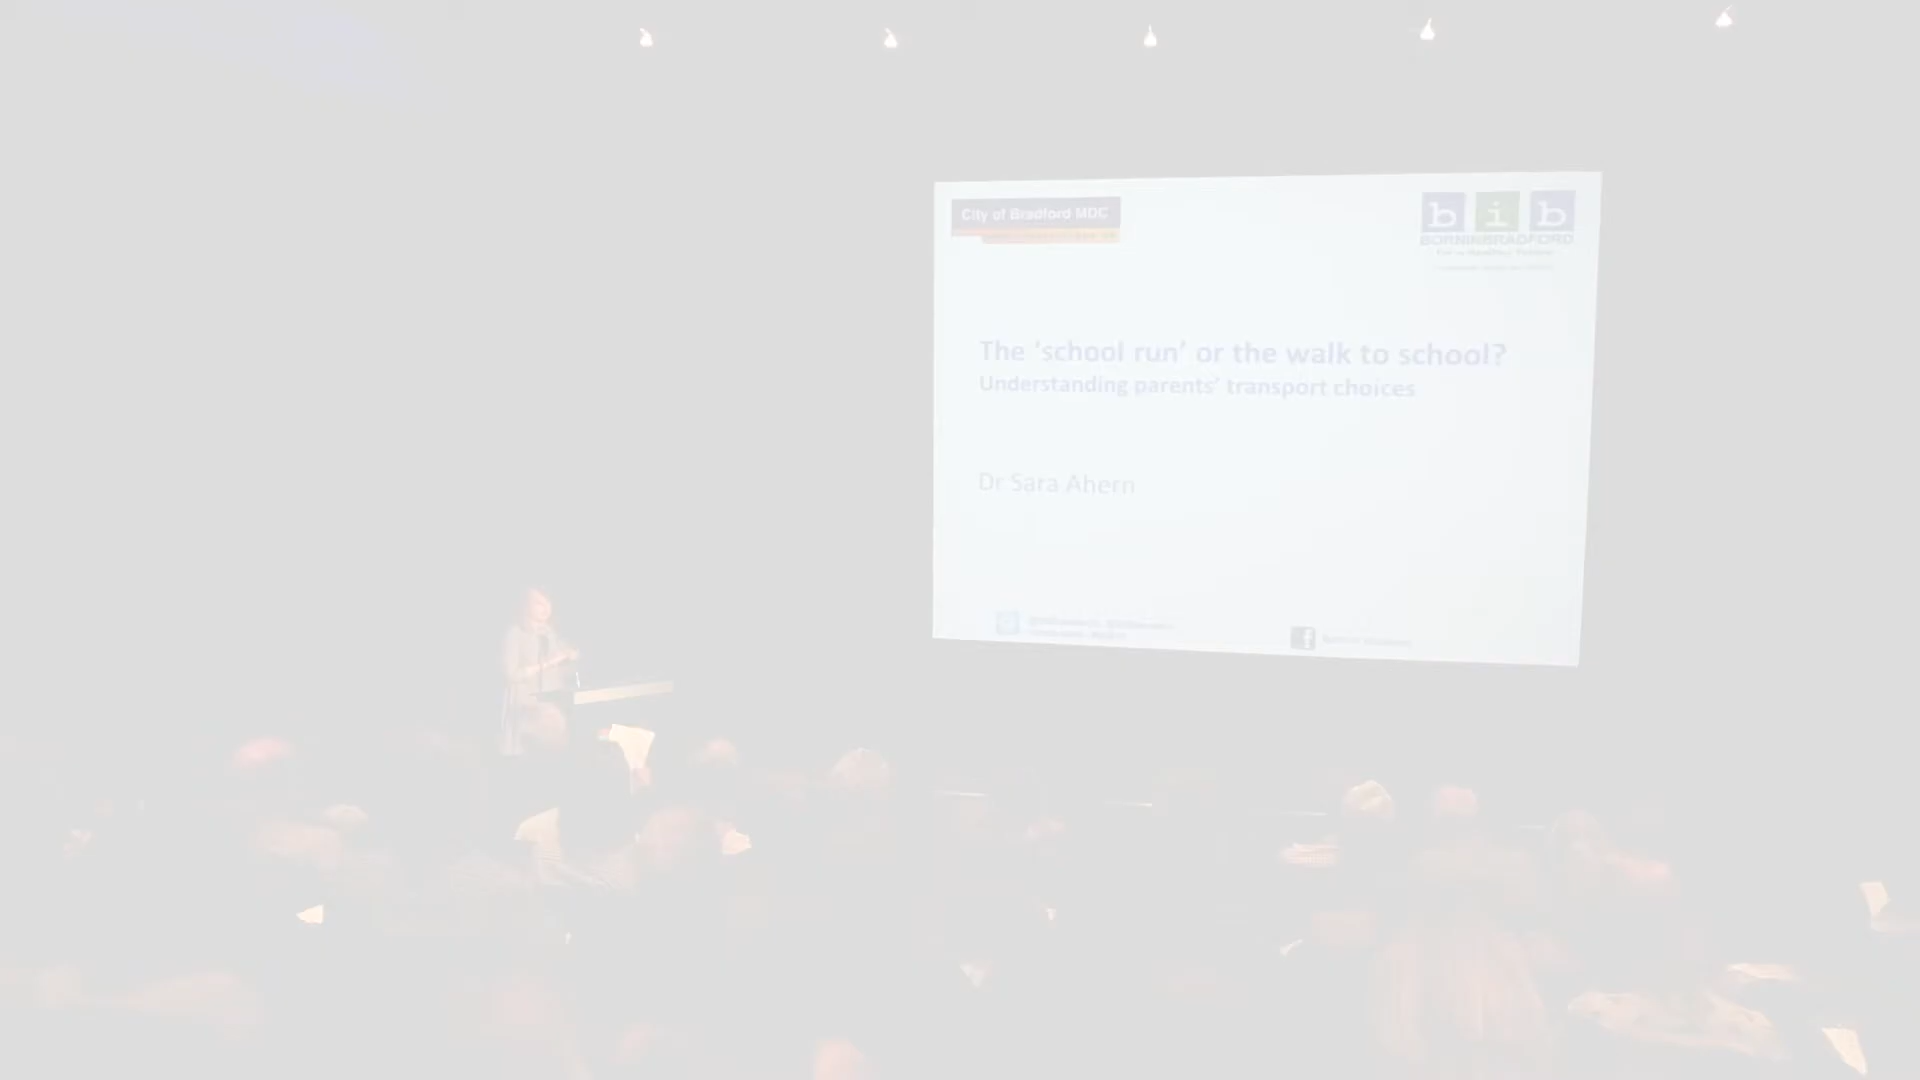 City of Bradford MDC
b i b
BORNINBRADFORD
The ‘school run’ or the walk to school?
Understanding parents’ transport choices
Dr Sara Ahern
f